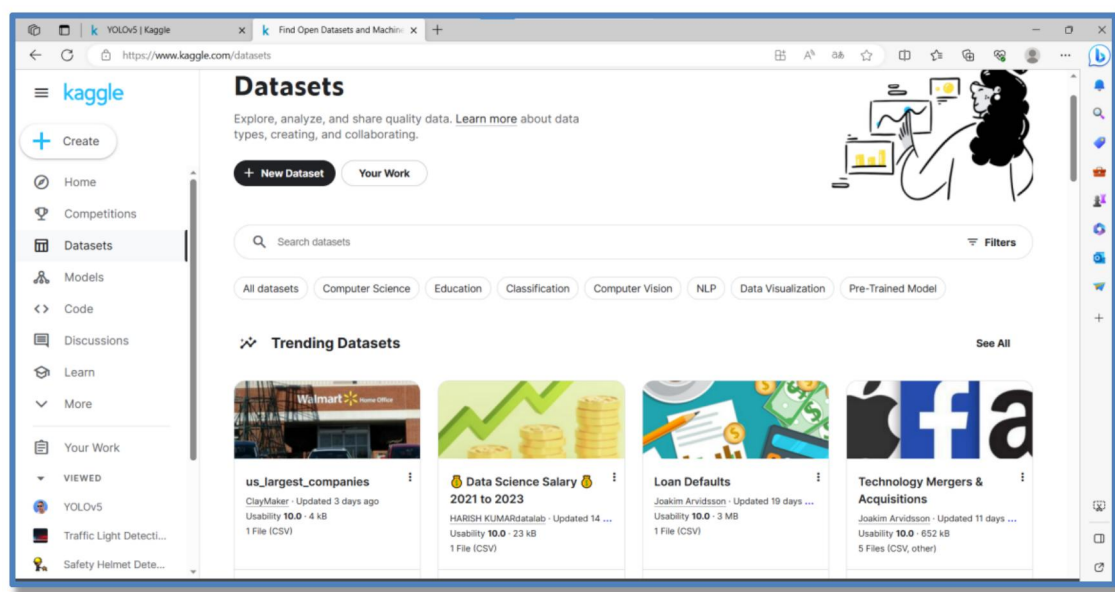 YOLOv5 | Kaggle
Find Open Datasets and Machine
https://www.kaggle.com/datasets
kaggle
Create
Home
Competitions
Datasets
Models
Code
Discussions
Learn
More
Your Work
VIEWED
YOLOv5
Traffic Light Detecti...
Safety Helmet Dete...
Datasets
Explore, analyze, and share quality data. Learn more about data
types, creating, and collaborating.
+ New Dataset
Your Work
Search datasets
Filters
All datasets
Computer Science
Education
Classification
Computer Vision
NLP
Data Visualization
Pre-Trained Model
Trending Datasets
See All
Walmart Home Office
us_largest_companies
ClayMaker · Updated 3 days ago
Usability 10.0 · 4 kB
1 File (CSV)
Data Science Salary
2021 to 2023
HARISH KUMARdatalab · Updated 14 ...
Usability 10.0 · 23 kB
1 File (CSV)
Loan Defaults
Joakim Arvidsson · Updated 19 days ...
Usability 10.0 · 3 MB
1 File (CSV)
Technology Mergers &
Acquisitions
Joakim Arvidsson · Updated 11 days ...
Usability 10.0 · 652 kB
5 Files (CSV, other)